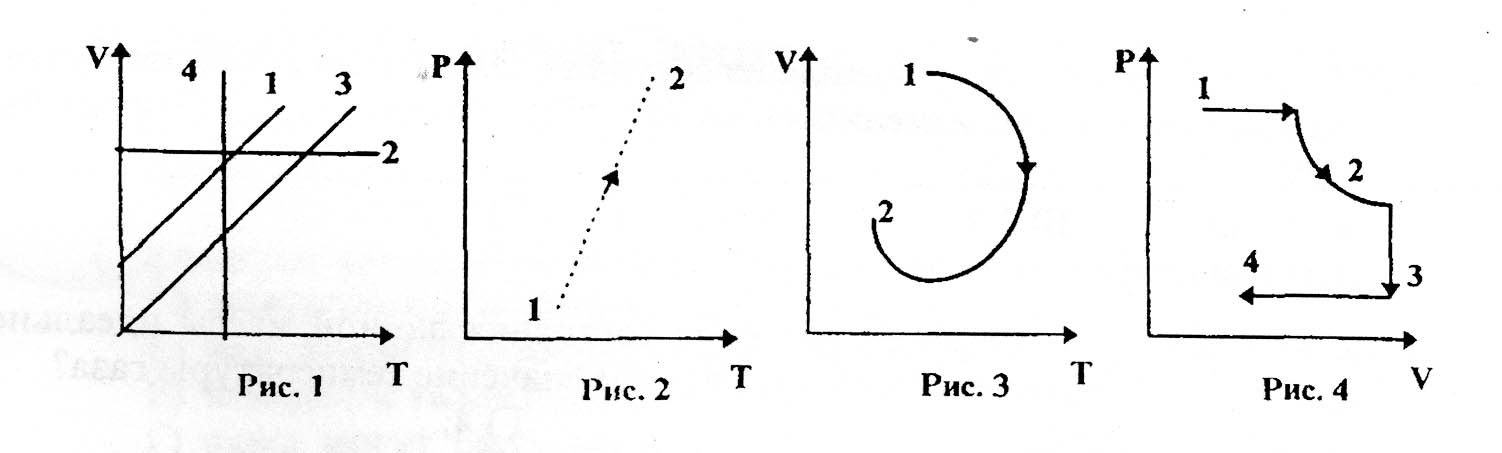 V 4 1 3 2 T
Рис. 1
P 2 1 T
Рис. 2
V 1 2 T
Рис. 3
P 1 2 3 4 V
Рис. 4